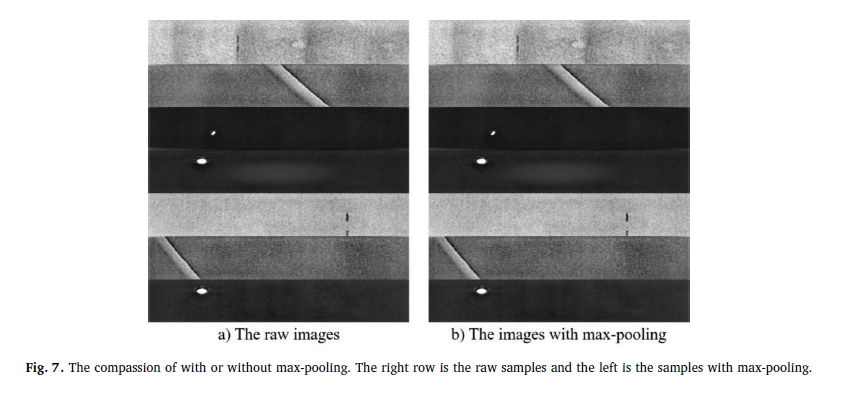 a) The raw images
b) The images with max-pooling
Fig. 7. The compassion of with or without max-pooling. The right row is the raw samples and the left is the samples with max-pooling.